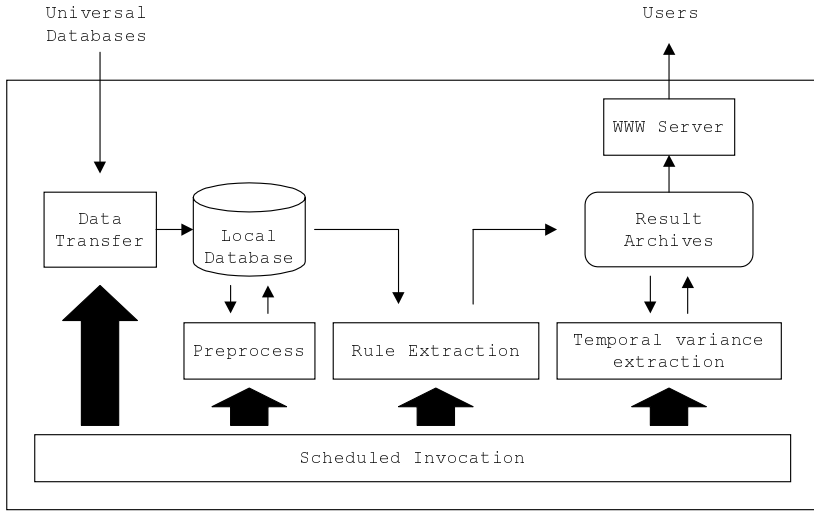 Universal
Databases
Users
WWW Server
Data
Transfer
Local
Database
Result
Archives
Preprocess
Rule Extraction
Temporal variance
extraction
Scheduled Invocation